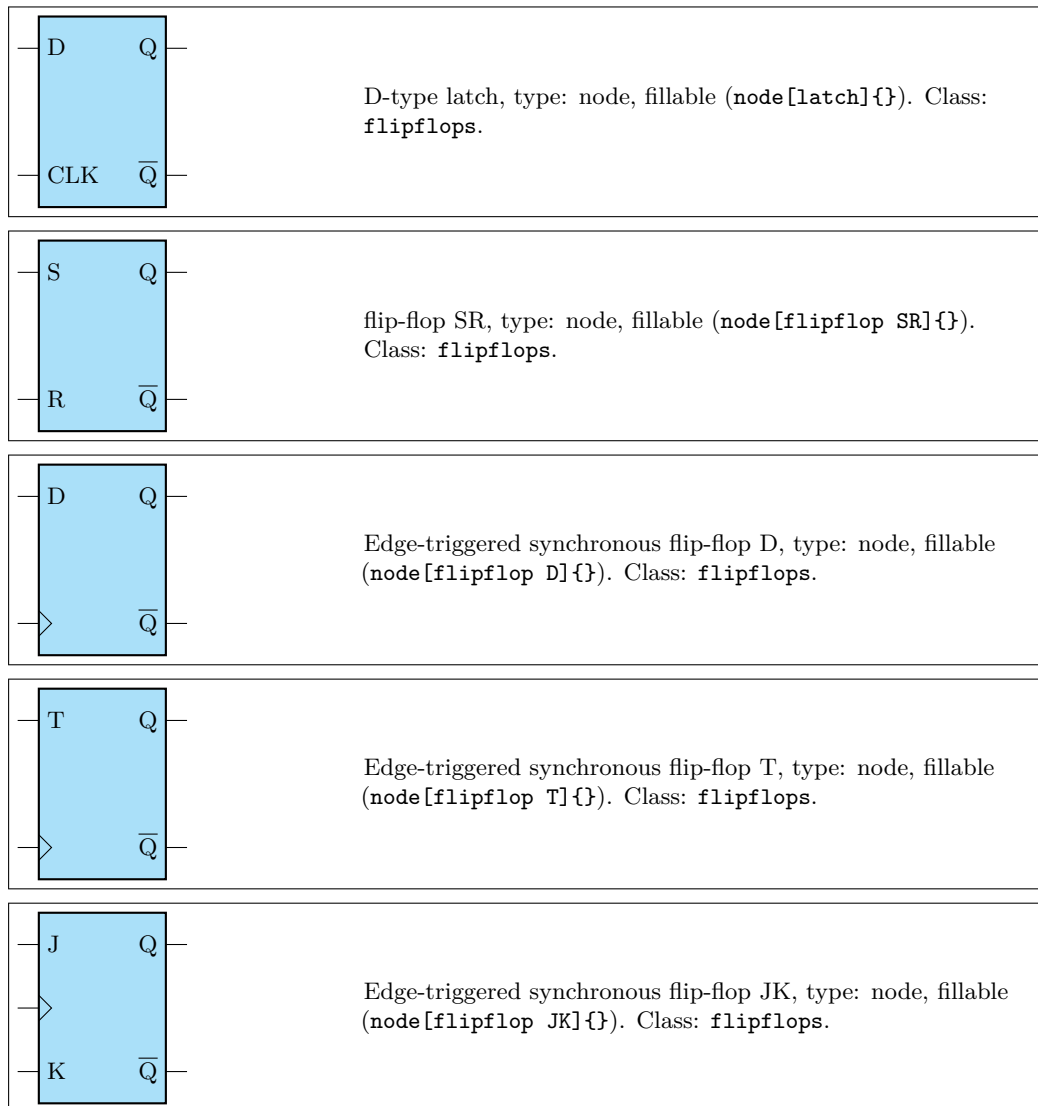 D Q
D-type latch, type: node, fillable (node[latch]{}). Class:
flipflops.
CLK Q̅
S Q
flip-flop SR, type: node, fillable (node[flipflop SR]{}).
Class: flipflops.
R Q̅
D Q
Edge-triggered synchronous flip-flop D, type: node, fillable
(node[flipflop D]{}). Class: flipflops.
Q̅
T Q
Edge-triggered synchronous flip-flop T, type: node, fillable
(node[flipflop T]{}). Class: flipflops.
Q̅
J Q
Edge-triggered synchronous flip-flop JK, type: node, fillable
(node[flipflop JK]{}). Class: flipflops.
K Q̅